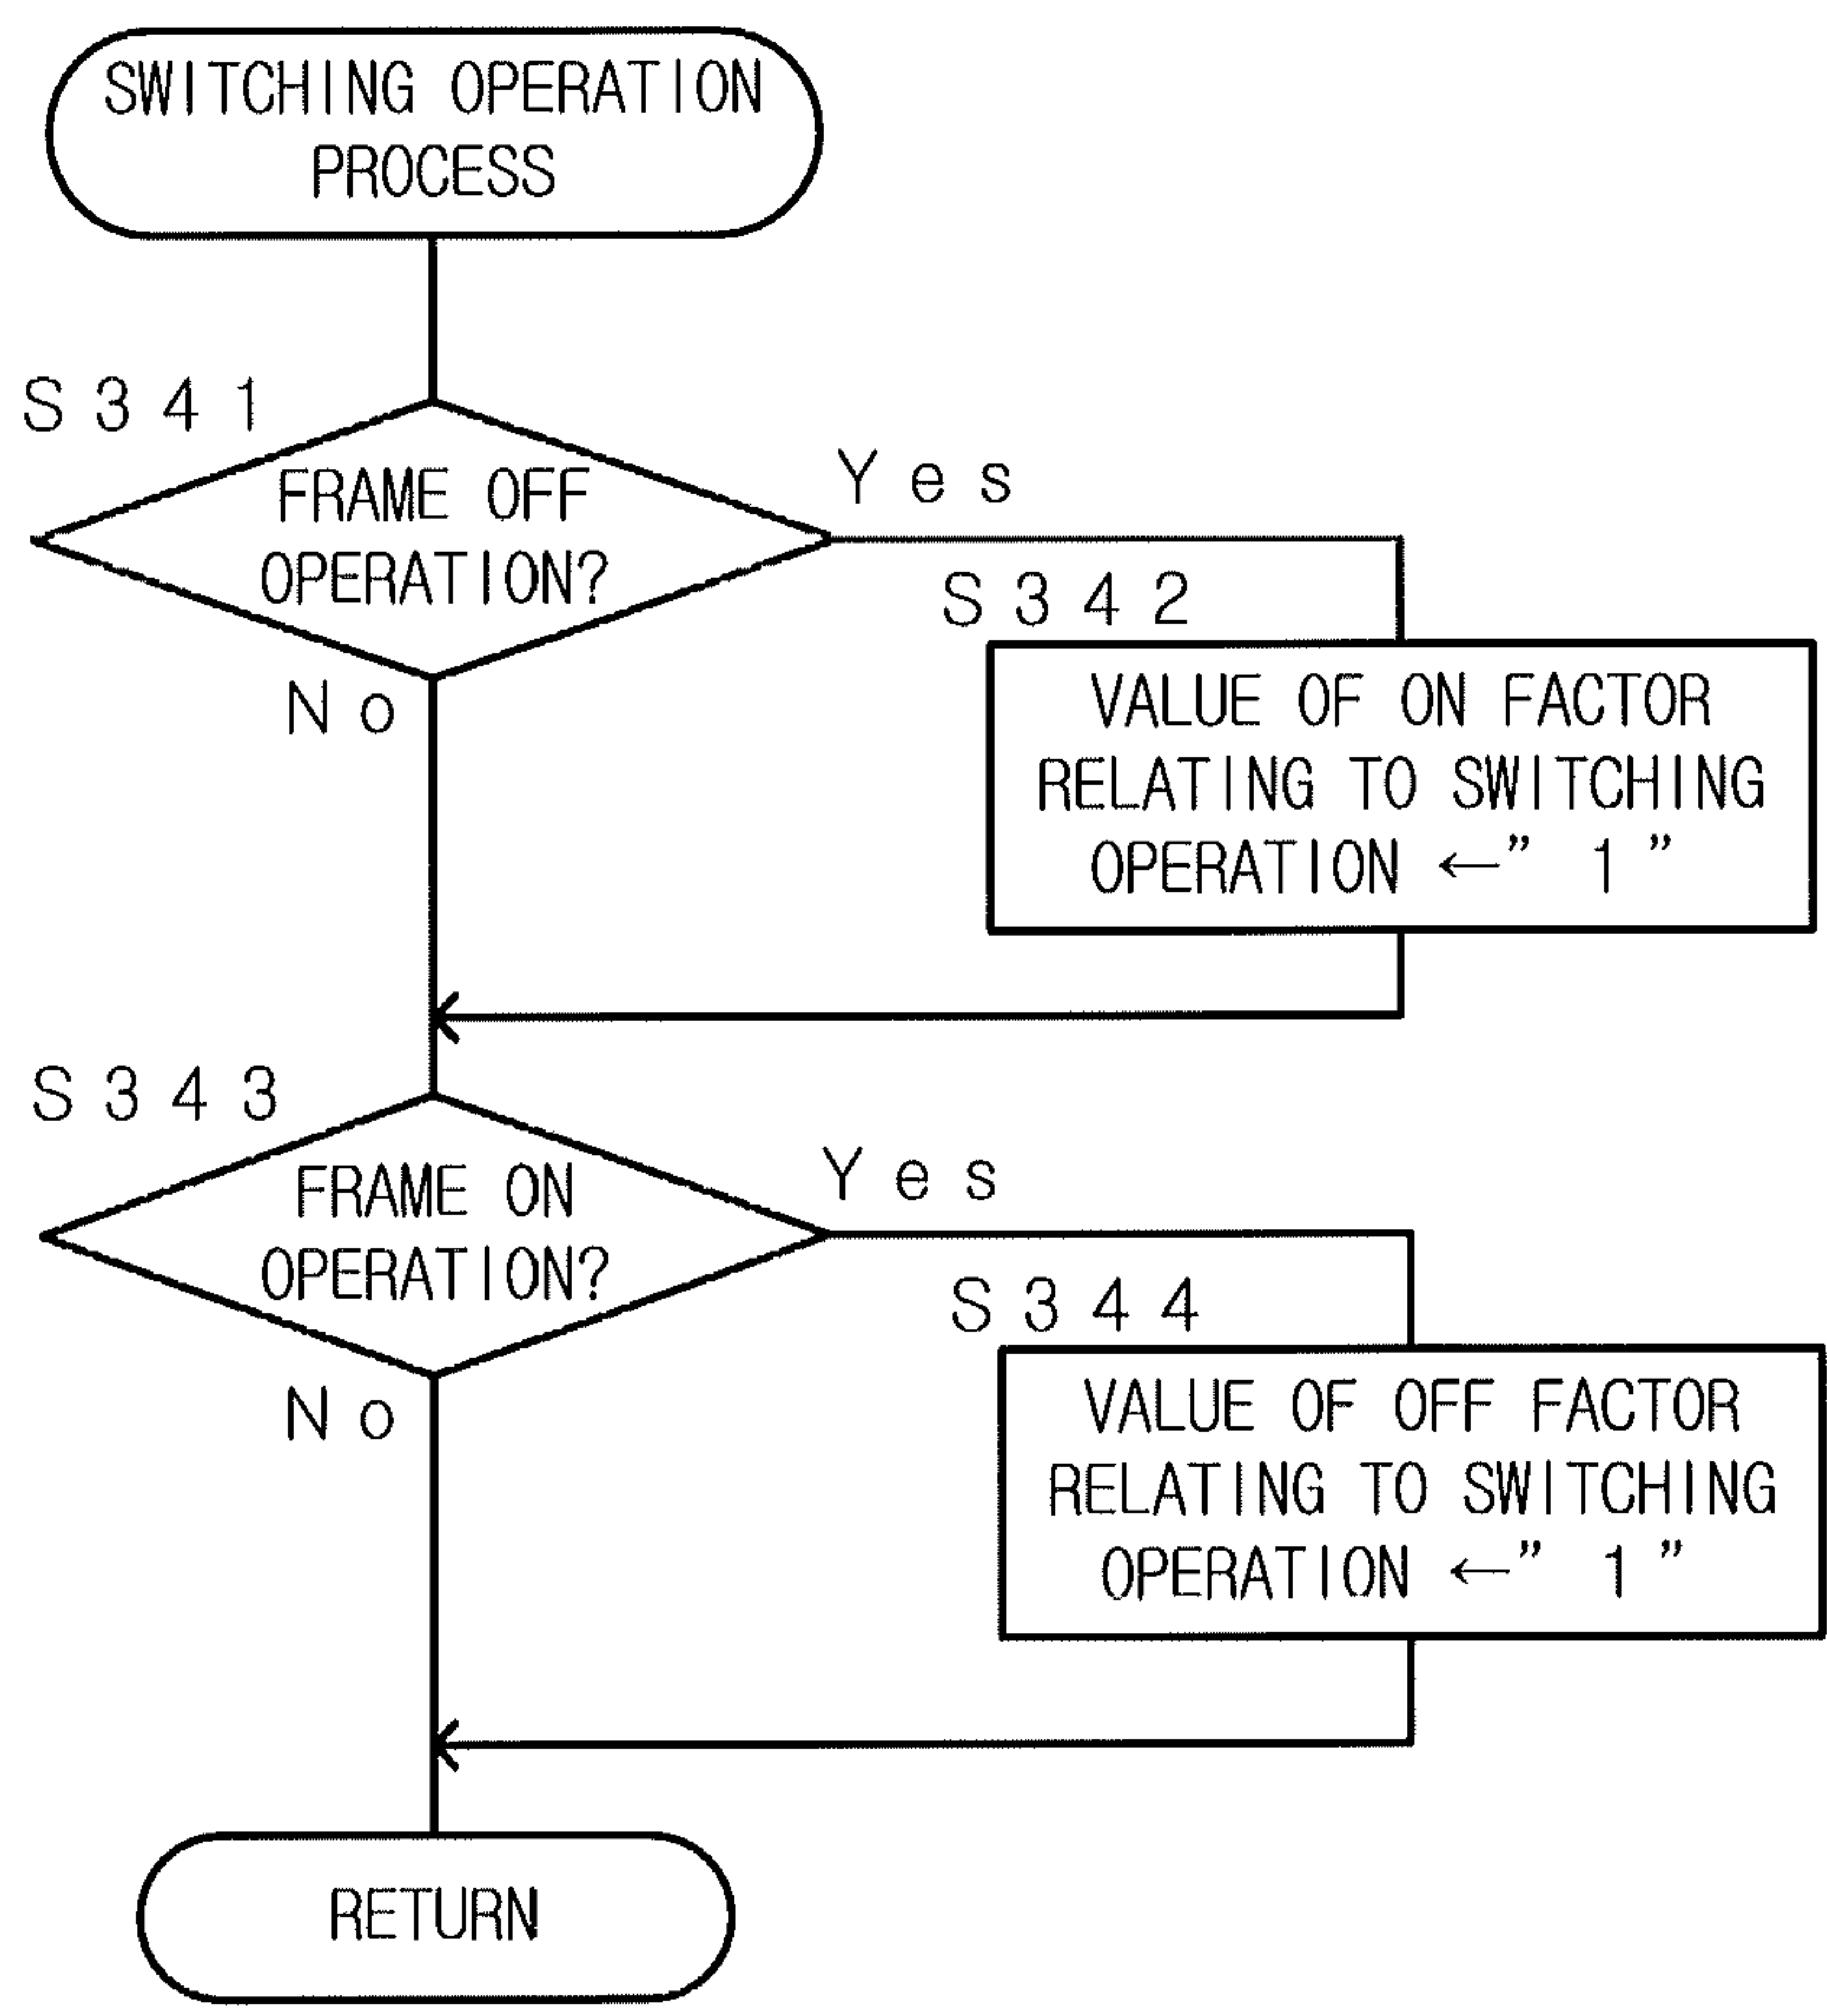 SWITCHING OPERATION
PROCESS
S341
FRAME OFF
OPERATION?
Yes
No
S342
VALUE OF ON FACTOR
RELATING TO SWITCHING
OPERATION ←” 1 ”
S343
FRAME ON
OPERATION?
Yes
No
S344
VALUE OF OFF FACTOR
RELATING TO SWITCHING
OPERATION ←” 1 ”
RETURN